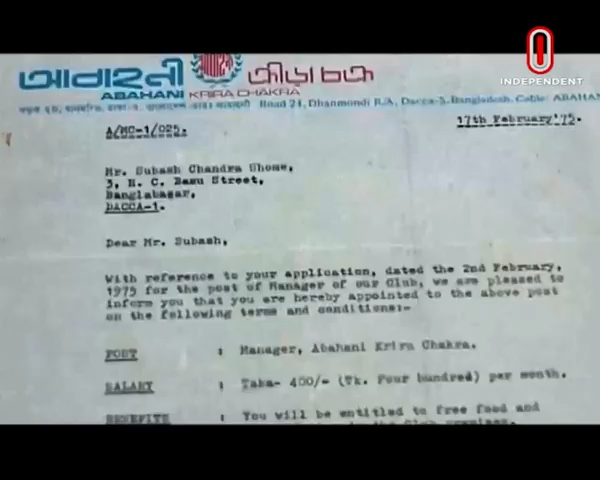 INDEPENDENT
আবাহনী ক্রীড়া চক্র
ABAHANI KRIRA CHAKRA
Road 21, Dhanmondi R/A, Dacca-5, Bangladesh. Cable: ABAHANI
A/MC-1/025.
17th February'75.
Mr. Subash Chandra Shome,
3, H. C. Basu Street,
Banglabazar,
DACCA-1.
Dear Mr. Subash,
With reference to your application, dated the 2nd February,
1975 for the post of Manager of our Club, we are pleased to
inform you that you are hereby appointed to the above post
on the following terms and conditions:-
POST : Manager, Abahani Krira Chakra.
SALARY : Taka- 400/- (Tk. Four hundred) per month.
BENEFITS : You will be entitled to free food and